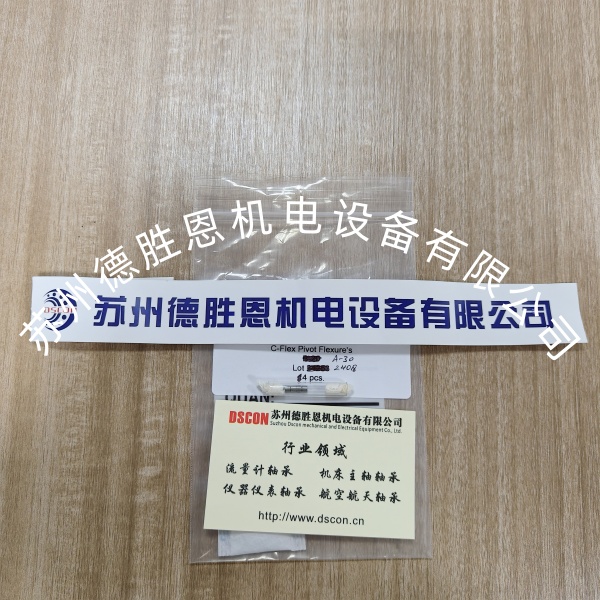 苏州德胜恩机电设备有限公司
DSCON
苏州德胜恩机电设备有限公司
C-Flex Pivot Flexure's
A-30
Lot 240B
4 pcs.
QUAN:
DSCON 苏州德胜恩机电设备有限公司
Suzhou Dscon mechanical and Electrical Equipment Co., Ltd.
行业领域
流量计轴承 机床主轴轴承
仪器仪表轴承 航空航天轴承
http://www.dscon.cn